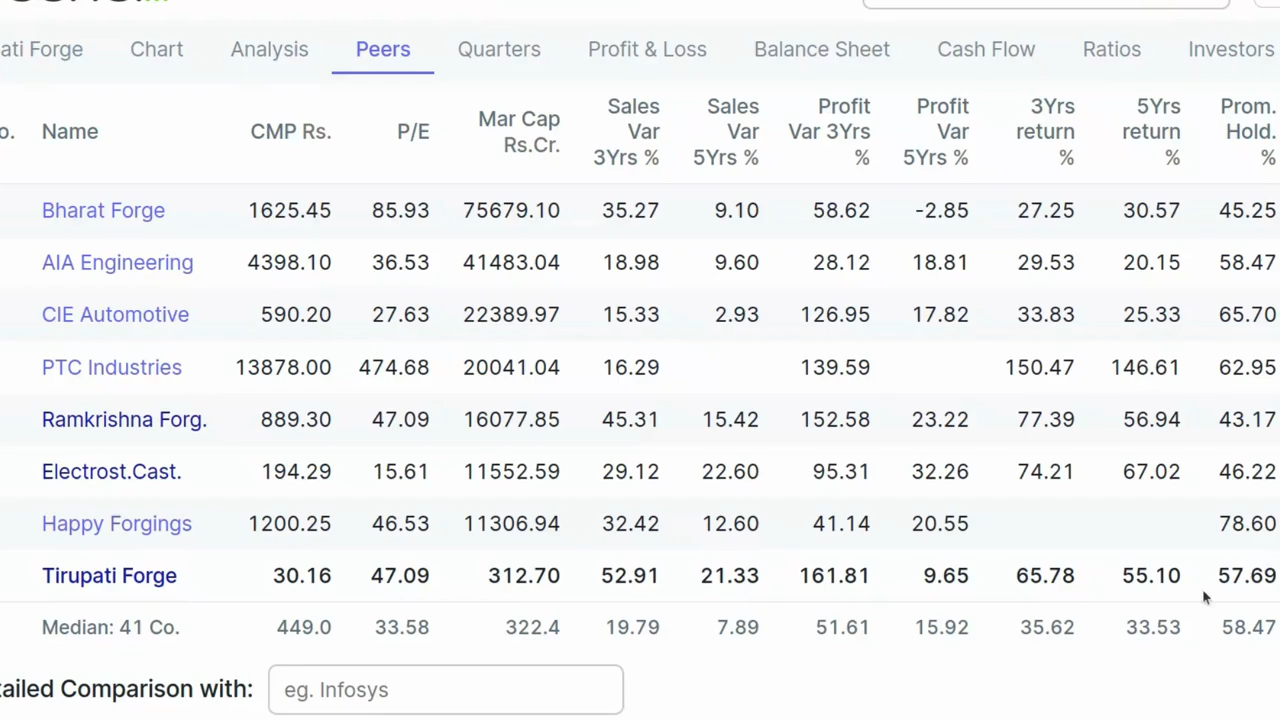 ati Forge Chart Analysis Peers Quarters Profit & Loss Balance Sheet Cash Flow Ratios Investors
o. Name CMP Rs. P/E Mar Cap Rs.Cr. Sales Var 3Yrs % Sales Var 5Yrs % Profit Var 3Yrs % Profit Var 5Yrs % 3Yrs return % 5Yrs return % Prom. Hold. %
Bharat Forge 1625.45 85.93 75679.10 35.27 9.10 58.62 -2.85 27.25 30.57 45.25
AIA Engineering 4398.10 36.53 41483.04 18.98 9.60 28.12 18.81 29.53 20.15 58.47
CIE Automotive 590.20 27.63 22389.97 15.33 2.93 126.95 17.82 33.83 25.33 65.70
PTC Industries 13878.00 474.68 20041.04 16.29 139.59 150.47 146.61 62.95
Ramkrishna Forg. 889.30 47.09 16077.85 45.31 15.42 152.58 23.22 77.39 56.94 43.17
Electrost.Cast. 194.29 15.61 11552.59 29.12 22.60 95.31 32.26 74.21 67.02 46.22
Happy Forgings 1200.25 46.53 11306.94 32.42 12.60 41.14 20.55 78.60
Tirupati Forge 30.16 47.09 312.70 52.91 21.33 161.81 9.65 65.78 55.10 57.69
Median: 41 Co. 449.0 33.58 322.4 19.79 7.89 51.61 15.92 35.62 33.53 58.47
tailed Comparison with: eg. Infosys